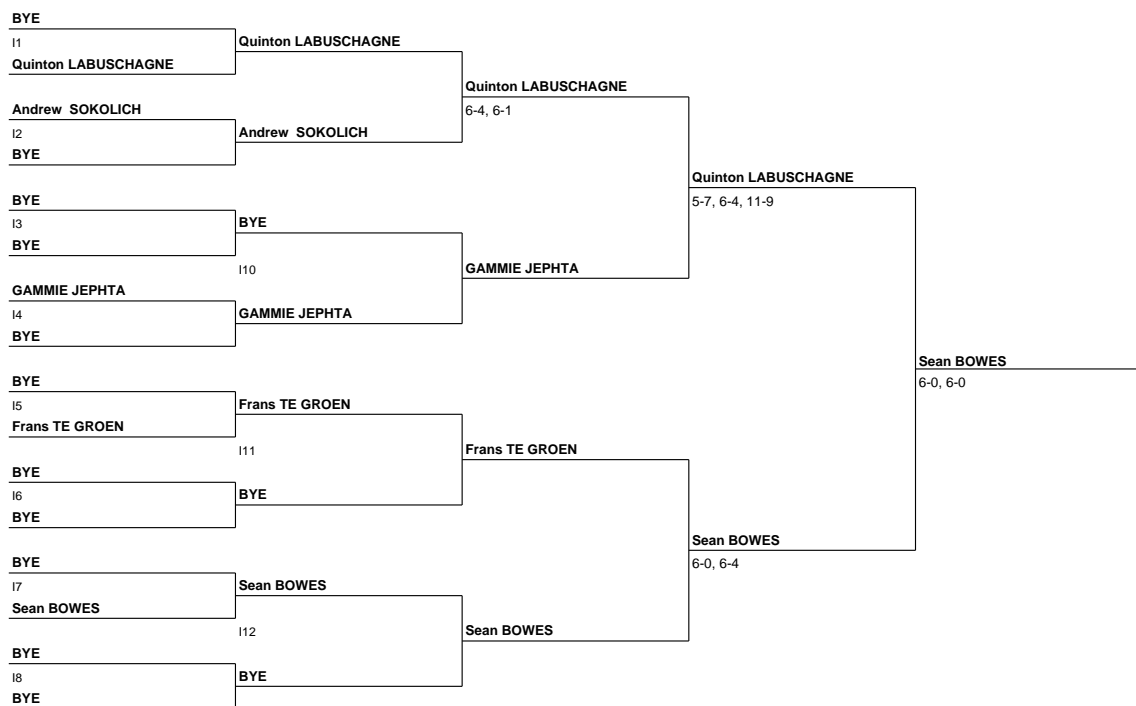 BYE
I1
Quinton LABUSCHAGNE
Andrew  SOKOLICH
I2
BYE
BYE
I3
BYE
GAMMIE JEPHTA
I4
BYE
BYE
I5
Frans TE GROEN
BYE
I6
BYE
BYE
I7
Sean BOWES
BYE
I8
BYE
Quinton LABUSCHAGNE
Andrew  SOKOLICH
BYE
I10
GAMMIE JEPHTA
Frans TE GROEN
I11
BYE
Sean BOWES
I12
BYE
Quinton LABUSCHAGNE
6-4, 6-1
GAMMIE JEPHTA
Frans TE GROEN
Sean BOWES
Quinton LABUSCHAGNE
5-7, 6-4, 11-9
Sean BOWES
6-0, 6-4
Sean BOWES
6-0, 6-0